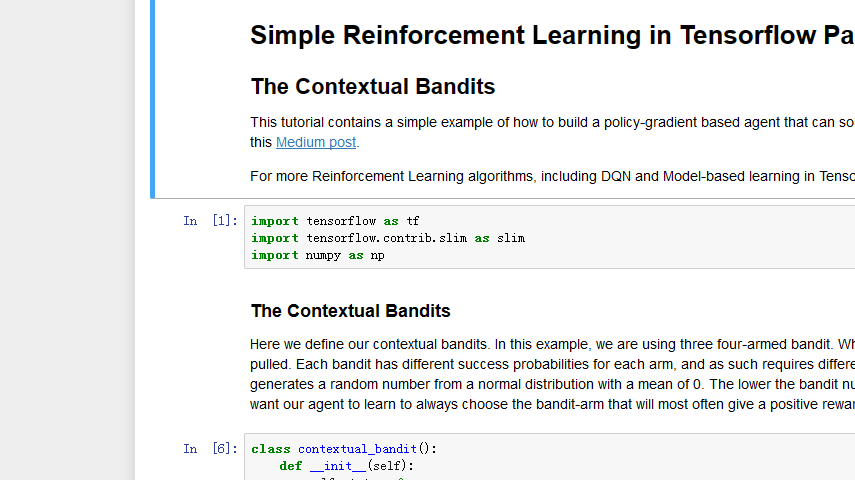 Simple Reinforcement Learning in Tensorflow Pa
The Contextual Bandits
This tutorial contains a simple example of how to build a policy-gradient based agent that can so
this Medium post.
For more Reinforcement Learning algorithms, including DQN and Model-based learning in Tenso
In [1]: import tensorflow as tf
import tensorflow.contrib.slim as slim
import numpy as np
The Contextual Bandits
Here we define our contextual bandits. In this example, we are using three four-armed bandit. Wh
pulled. Each bandit has different success probabilities for each arm, and as such requires differe
generates a random number from a normal distribution with a mean of 0. The lower the bandit nu
want our agent to learn to always choose the bandit-arm that will most often give a positive rewar
In [6]: class contextual_bandit():
def __init__(self):